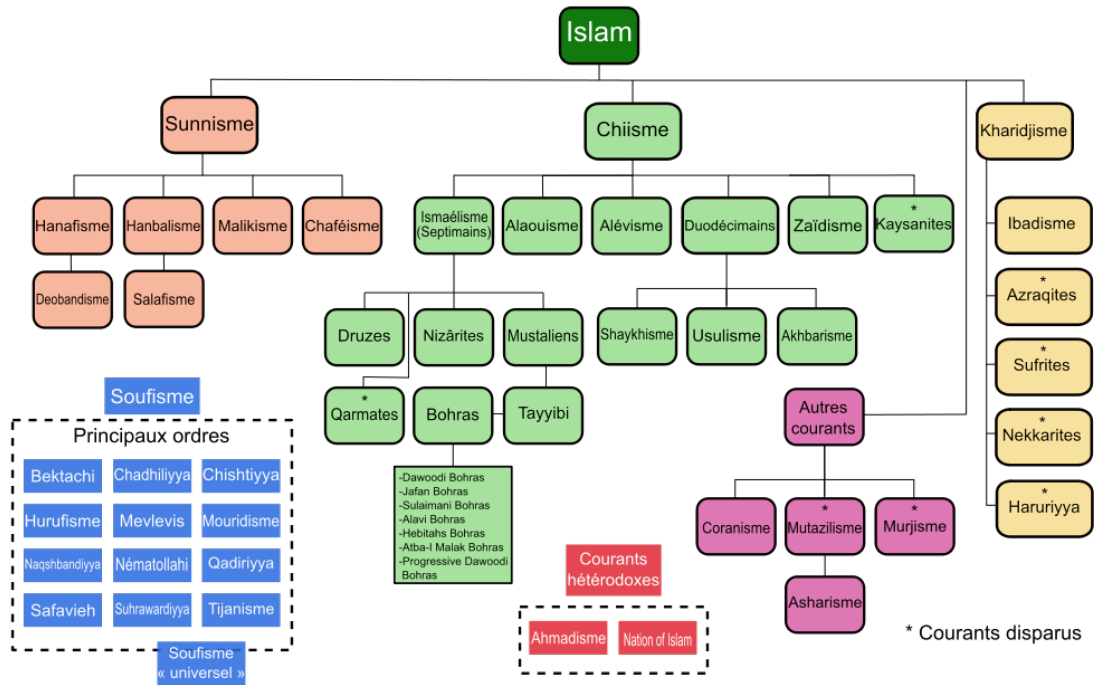 Islam
Sunnisme
Chiisme
Kharidjisme
Hanafisme
Hanbalisme
Malikisme
Chaféisme
Ismaélisme
(Septimains)
Alaouisme
Alévisme
Duodécimains
Zaïdisme
*
Kaysanites
Ibadisme
Deobandisme
Salafisme
*
Azraqites
Druzes
Nizârites
Mustaliens
Shaykhisme
Usulisme
Akhbarisme
*
Sufrites
*
Qarmates
Bohras
Tayyibi
Autres
courants
*
Nekkarites
*
Haruriyya
-Dawoodi Bohras
-Jafan Bohras
-Sulaimani Bohras
-Alavi Bohras
-Hebitahs Bohras
-Atba-I Malak Bohras
-Progressive Dawoodi
Bohras
Coranisme
*
Mutazilisme
*
Murjisme
Asharisme
Soufisme
Principaux ordres
Bektachi
Chadhiliyya
Chishtiyya
Hurufisme
Mevlevis
Mouridisme
Naqshbandiyya
Némattollahi
Qadiriyya
Safavieh
Suhrawardiyya
Tijanisme
Soufisme
« universel »
Courants
hétérodoxes
Ahmadisme
Nation of Islam
* Courants disparus